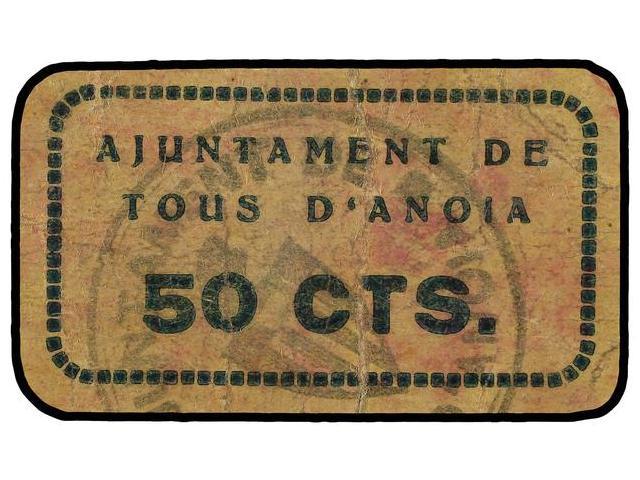 AJUNTAMENT DE
TOUS D'ANOIA
50 CTS.